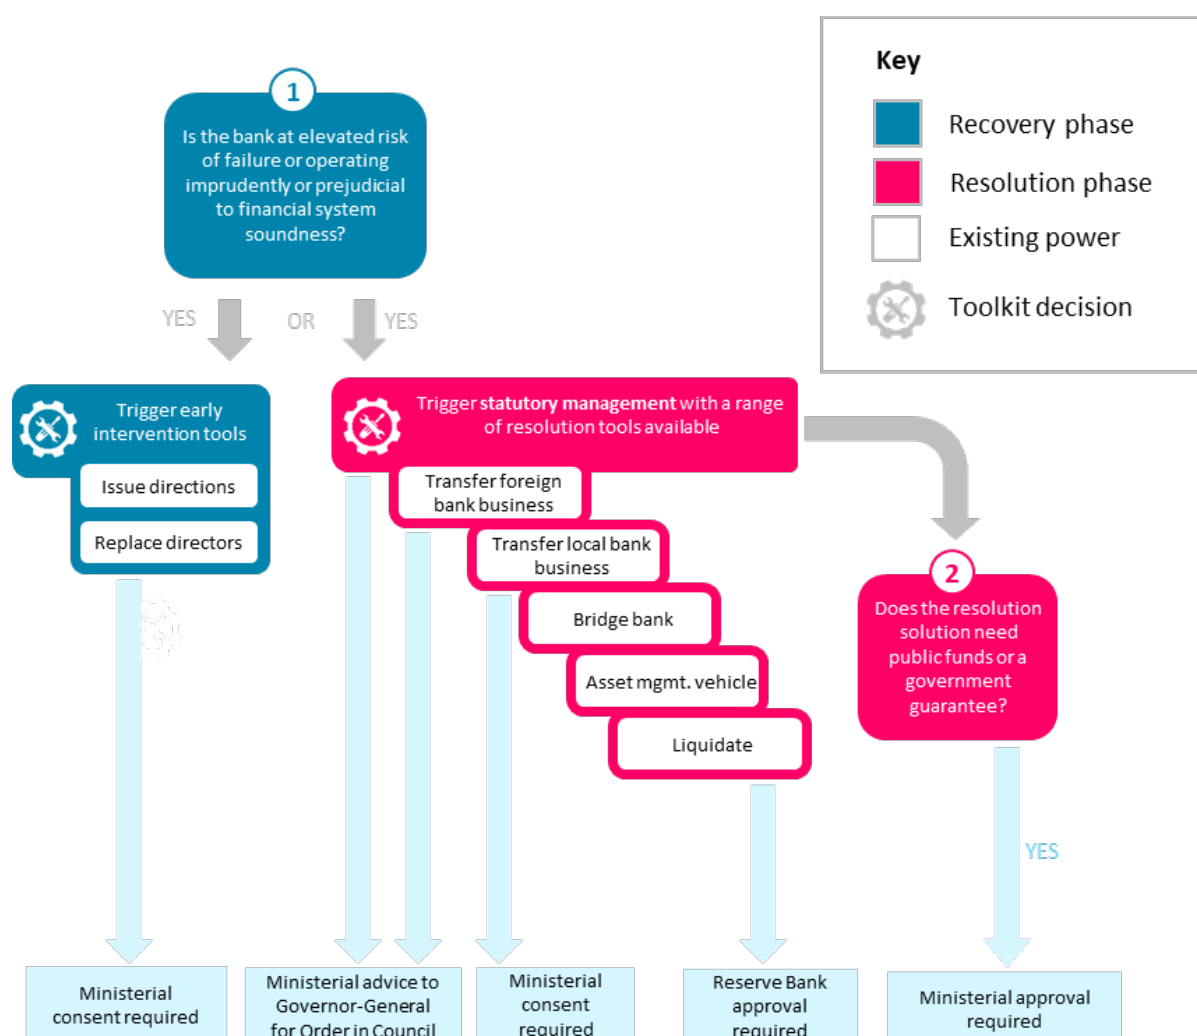 Key
Recovery phase
Resolution phase
Existing power
Toolkit decision
1
Is the bank at elevated risk
of failure or operating
imprudently or prejudicial
to financial system
soundness?
YES
OR
YES
Trigger early
intervention tools
Issue directions
Replace directors
Trigger statutory management with a range
of resolution tools available
Transfer foreign
bank business
Transfer local bank
business
Bridge bank
Asset mgmt. vehicle
Liquidate
2
Does the resolution
solution need
public funds or a
government
guarantee?
YES
Ministerial
consent required
Ministerial advice to
Governor-General
for Order in Council
Ministerial
consent
required
Reserve Bank
approval
required
Ministerial approval
required